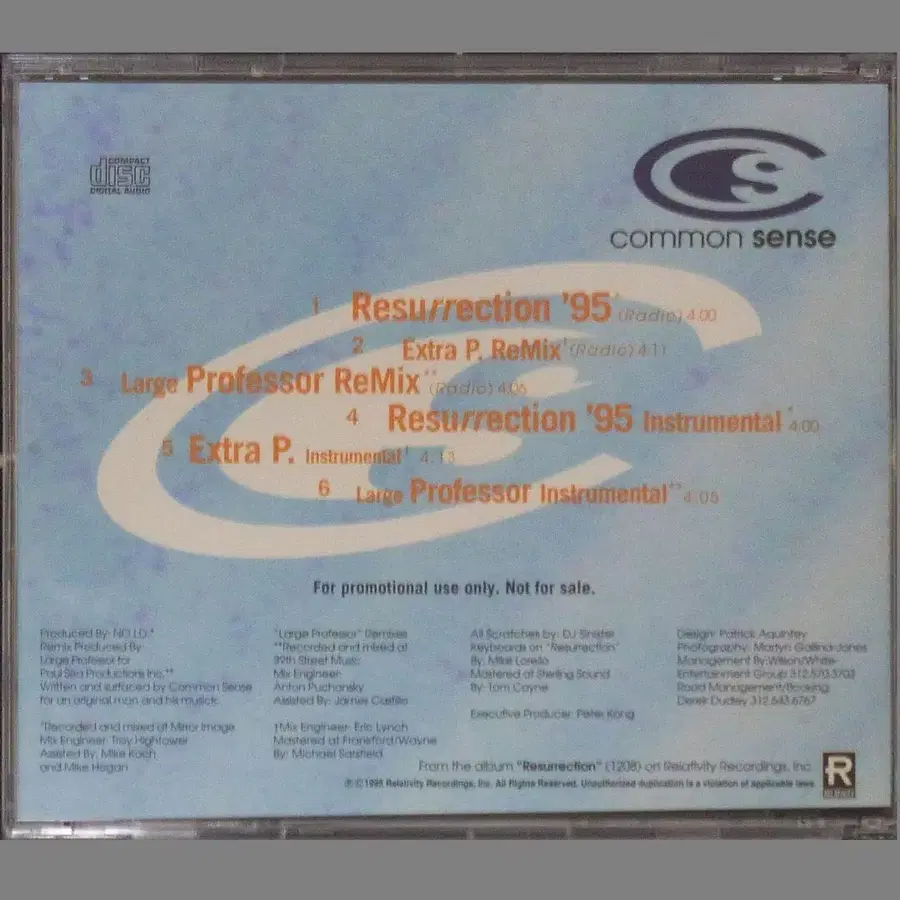 COMPACT
disc
DIGITAL AUDIO
CS
common sense
1 Resurrection '95* (Radio) 4:00
2 Extra P. ReMix† (Radio) 4:11
3 Large Professor ReMix** (Radio) 4:05
4 Resurrection '95 Instrumental* 4:00
5 Extra P. Instrumental† 4:13
6 Large Professor Instrumental** 4:05
For promotional use only. Not for sale.
Produced By: NO I.D.*
Remix Produced By:
Large Professor for
Paul Sea Productions Inc.**
Written and surfaced by Common Sense
for an original man and his musick.
*Recorded and mixed at Mirror Image
Mix Engineer: Troy Hightower
Assisted By: Mike Koch
and Mike Hogan
"Large Professor" Remixes
**Recorded and mixed at
39th Street Music
Mix Engineer
Anton Puchansky
Assisted By: James Castillo
†Mix Engineer: Eric Lynch
Mastered at Frankford/Wayne
By: Michael Sarsfield
All Scratches by: DJ Sinister
Keyboards on "Resurrection"
By: Mike Loredo
Mastered at Sterling Sound
By: Tom Coyne
Executive Producer: Peter Kang
Design: Patrick Aquintey
Photography: Martyn Gallina-Jones
Management By: Wilson/White
Entertainment Group 312.570.3703
Road Management/Booking:
Derek Dudley 312.643.6767
From the album "Resurrection" (1208) on Relativity Recordings, Inc.
℗ © 1995 Relativity Recordings, Inc. All Rights Reserved. Unauthorized duplication is a violation of applicable laws.
R